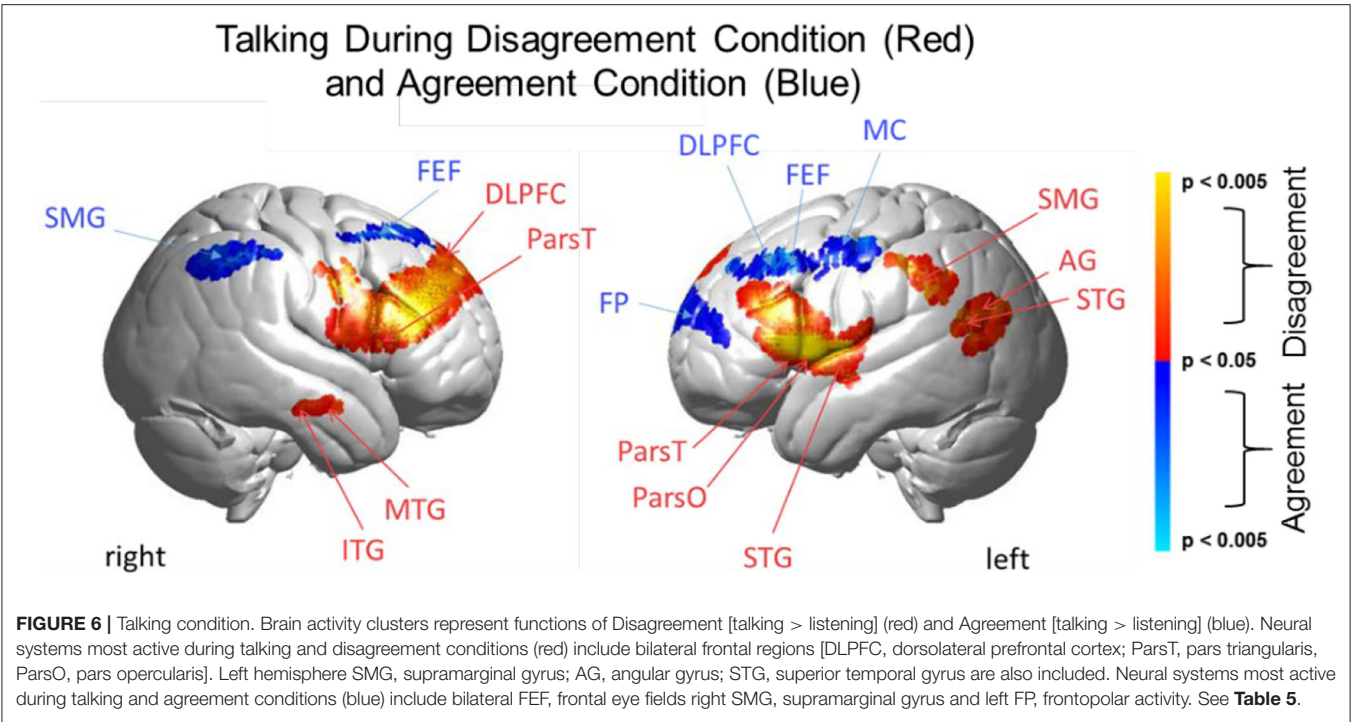 Talking During Disagreement Condition (Red)
and Agreement Condition (Blue)
SMG
FEF
DLPFC
ParsT
MTG
ITG
right
DLPFC
FEF
MC
SMG
AG
STG
FP
ParsT
ParsO
STG
left
p < 0.005
p < 0.05
p < 0.005
Disagreement
Agreement
FIGURE 6 | Talking condition. Brain activity clusters represent functions of Disagreement [talking > listening] (red) and Agreement [talking > listening] (blue). Neural
systems most active during talking and disagreement conditions (red) include bilateral frontal regions [DLPFC, dorsolateral prefrontal cortex; ParsT, pars triangularis,
ParsO, pars opercularis]. Left hemisphere SMG, supramarginal gyrus; AG, angular gyrus; STG, superior temporal gyrus are also included. Neural systems most active
during talking and agreement conditions (blue) include bilateral FEF, frontal eye fields right SMG, supramarginal gyrus and left FP, frontopolar activity. See Table 5.